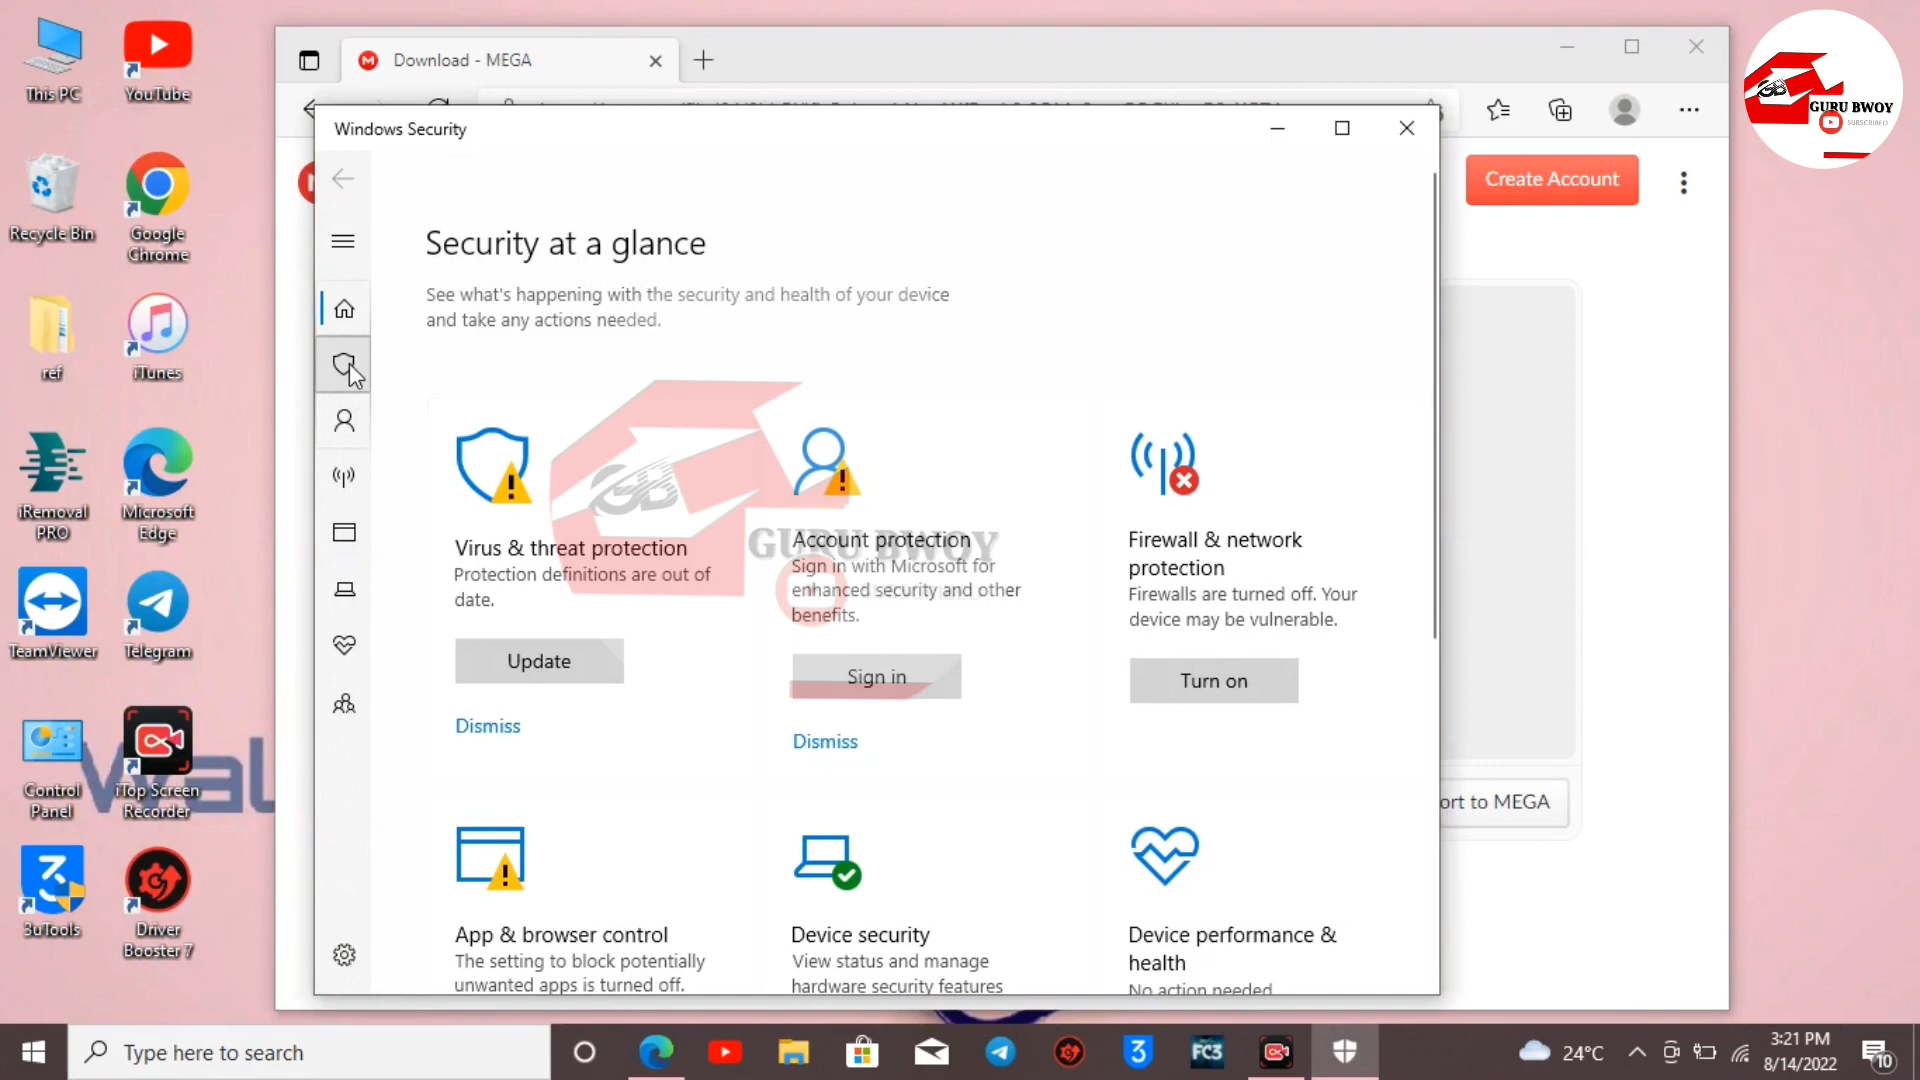 This PC
YouTube
Recycle Bin
Google
Chrome
ref
iTunes
iRemoval
PRO
Microsoft
Edge
TeamViewer
Telegram
Control
Panel
iTop Screen
Recorder
3uTools
Driver
Booster 7
Download - MEGA
GURU BWOY
SUBSCRIBED
Create Account
Windows Security
Security at a glance
See what's happening with the security and health of your device
and take any actions needed.
Virus & threat protection
Protection definitions are out of
date.
Update
Dismiss
Account protection
Sign in with Microsoft for
enhanced security and other
benefits.
Sign in
Dismiss
Firewall & network
protection
Firewalls are turned off. Your
device may be vulnerable.
Turn on
GURU BWOY
App & browser control
The setting to block potentially
unwanted apps is turned off.
Device security
View status and manage
hardware security features
Device performance &
health
No action needed
ort to MEGA
Type here to search
FC3
24°C
3:21 PM
8/14/2022
10